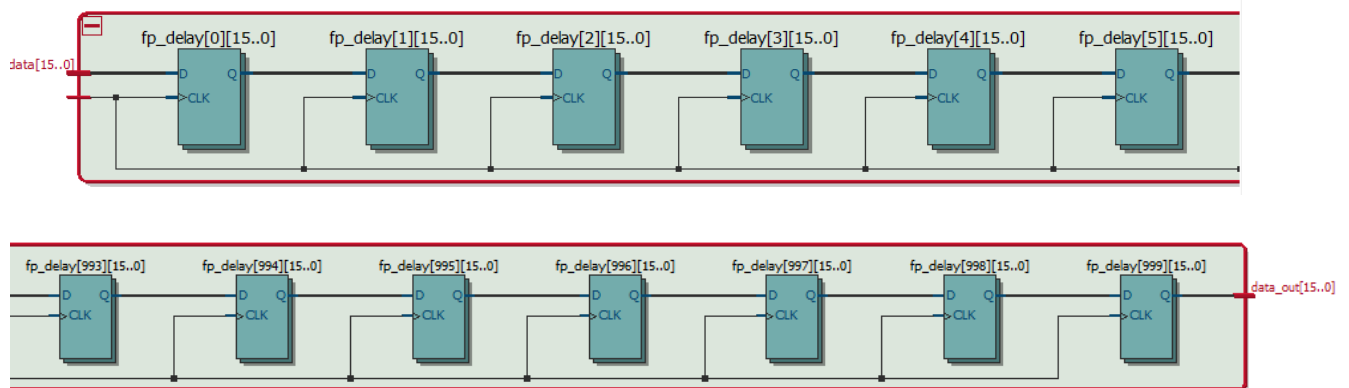 fp_delay[0][15..0] fp_delay[1][15..0] fp_delay[2][15..0] fp_delay[3][15..0] fp_delay[4][15..0] fp_delay[5][15..0]
data[15..0] D Q D Q D Q D Q D Q D Q
CLK CLK CLK CLK CLK CLK
fp_delay[993][15..0] fp_delay[994][15..0] fp_delay[995][15..0] fp_delay[996][15..0] fp_delay[997][15..0] fp_delay[998][15..0] fp_delay[999][15..0]
D Q D Q D Q D Q D Q D Q D Q data_out[15..0]
CLK CLK CLK CLK CLK CLK CLK